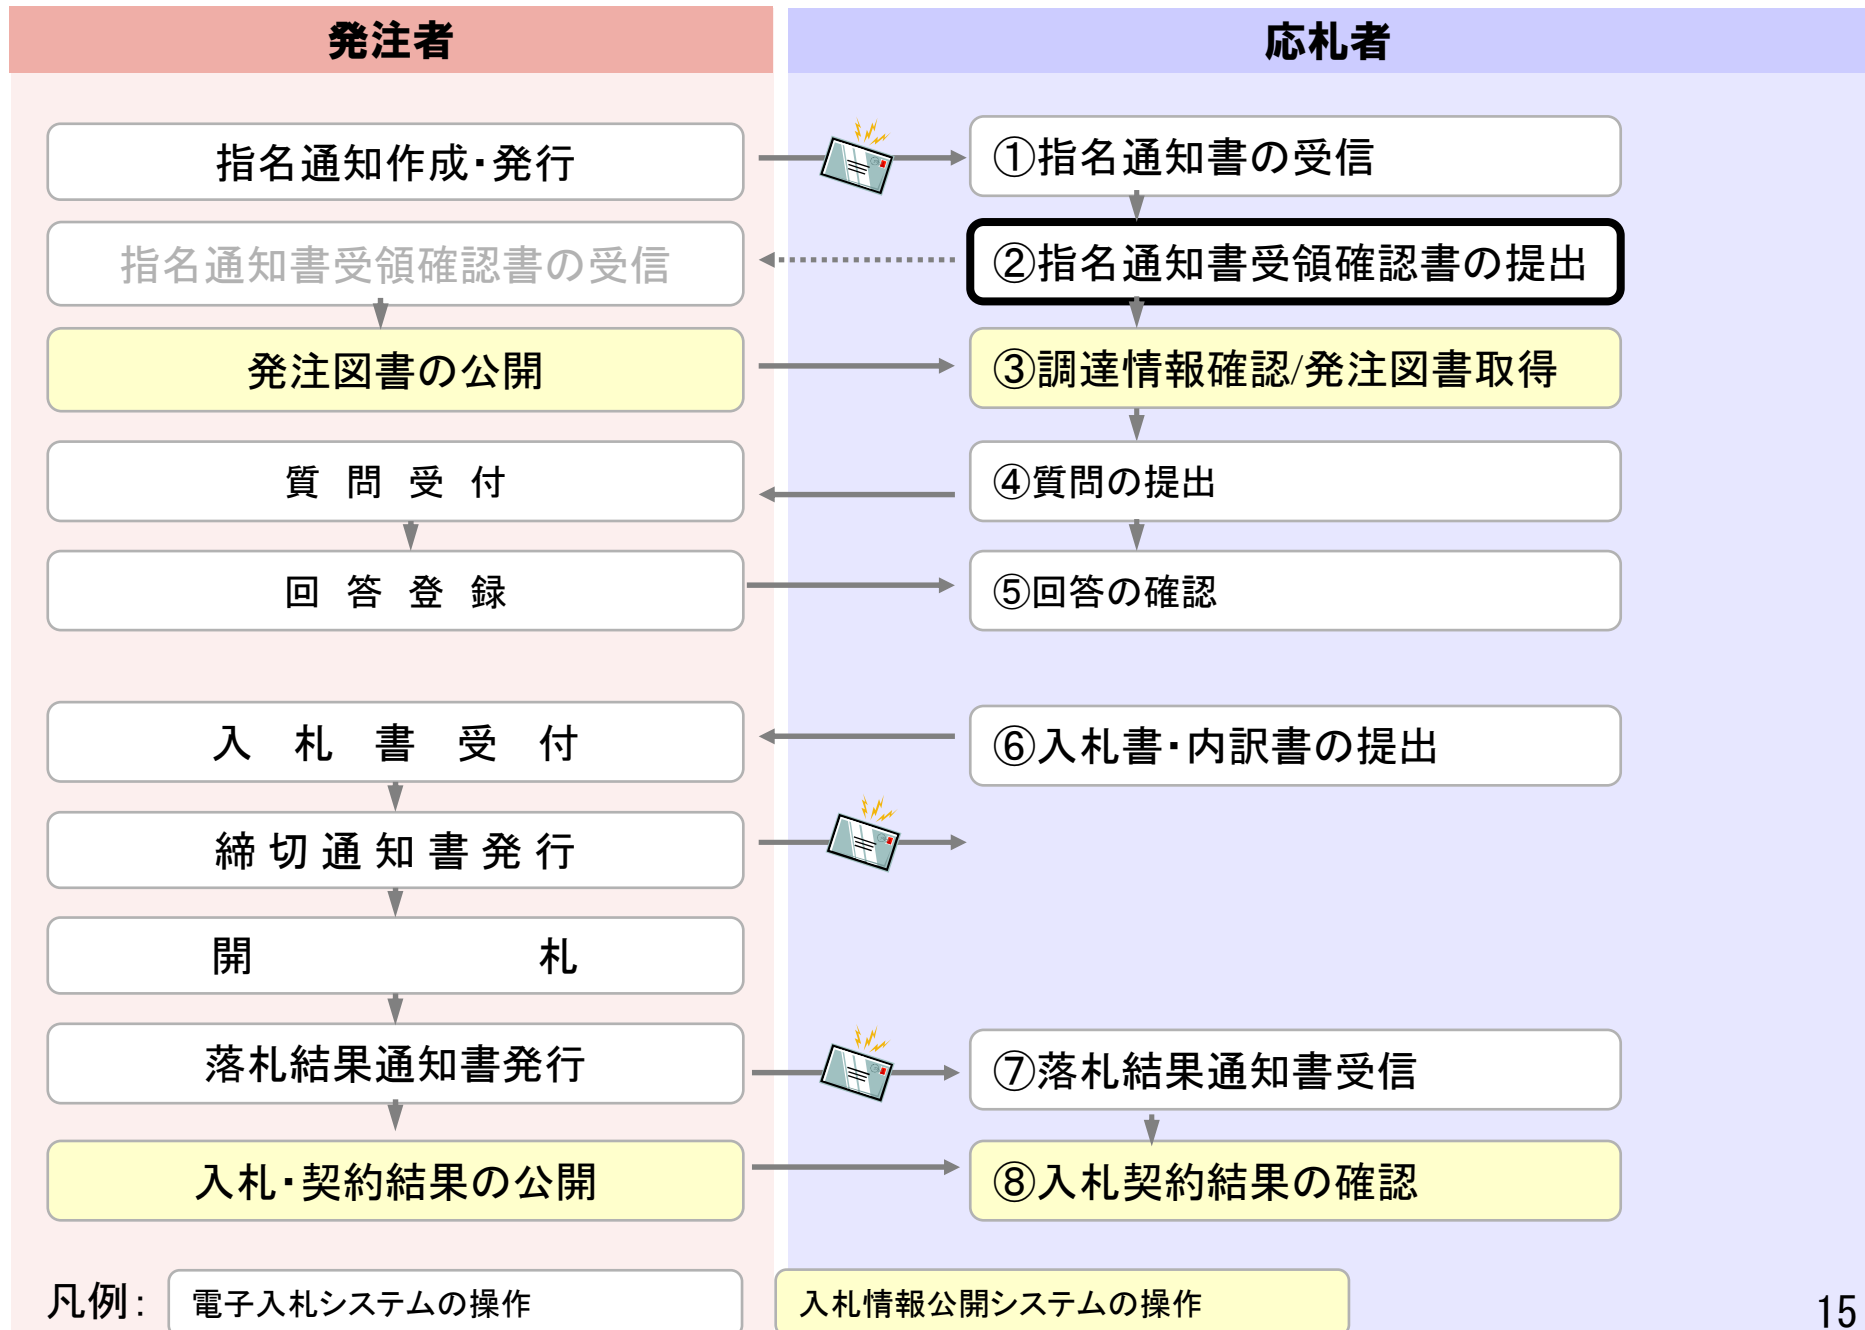 発注者
応札者
指名通知作成・発行
①指名通知書の受信
指名通知書受領確認書の受信
②指名通知書受領確認書の提出
発注図書の公開
③調達情報確認/発注図書取得
質 問 受 付
④質問の提出
回 答 登 録
⑤回答の確認
入 札 書 受 付
⑥入札書・内訳書の提出
締 切 通 知 書 発 行
開 札
落札結果通知書発行
⑦落札結果通知書受信
入札・契約結果の公開
⑧入札契約結果の確認
凡例:
電子入札システムの操作
入札情報公開システムの操作
15